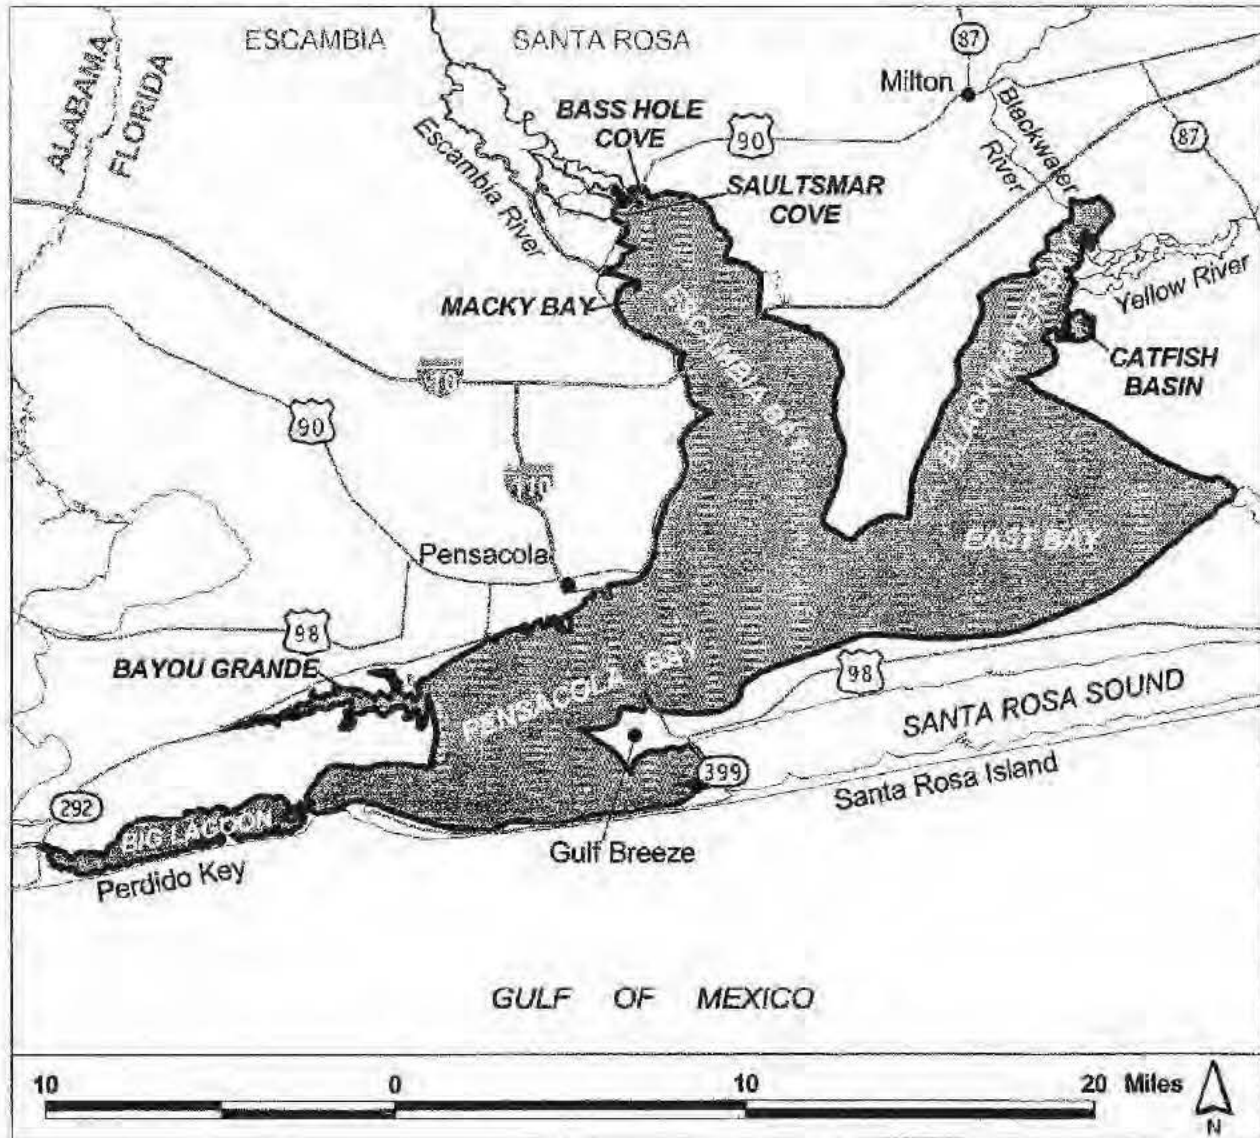 ESCAMBIA
SANTA ROSA
87
ALABAMA
FLORIDA
Milton
BASS HOLE
COVE
90
Blackwater
River
87
Escambia River
SAULTSMAR
COVE
MACKY BAY
ESCAMBIA BAY
BLACKWATER BAY
Yellow River
CATFISH
BASIN
10
90
110
EAST BAY
Pensacola
98
BAYOU GRANDE
PENSACOLA BAY
98
SANTA ROSA SOUND
399
Santa Rosa Island
292
BIG LAGOON
Gulf Breeze
Perdido Key
GULF OF MEXICO
10 0 10 20 Miles
N